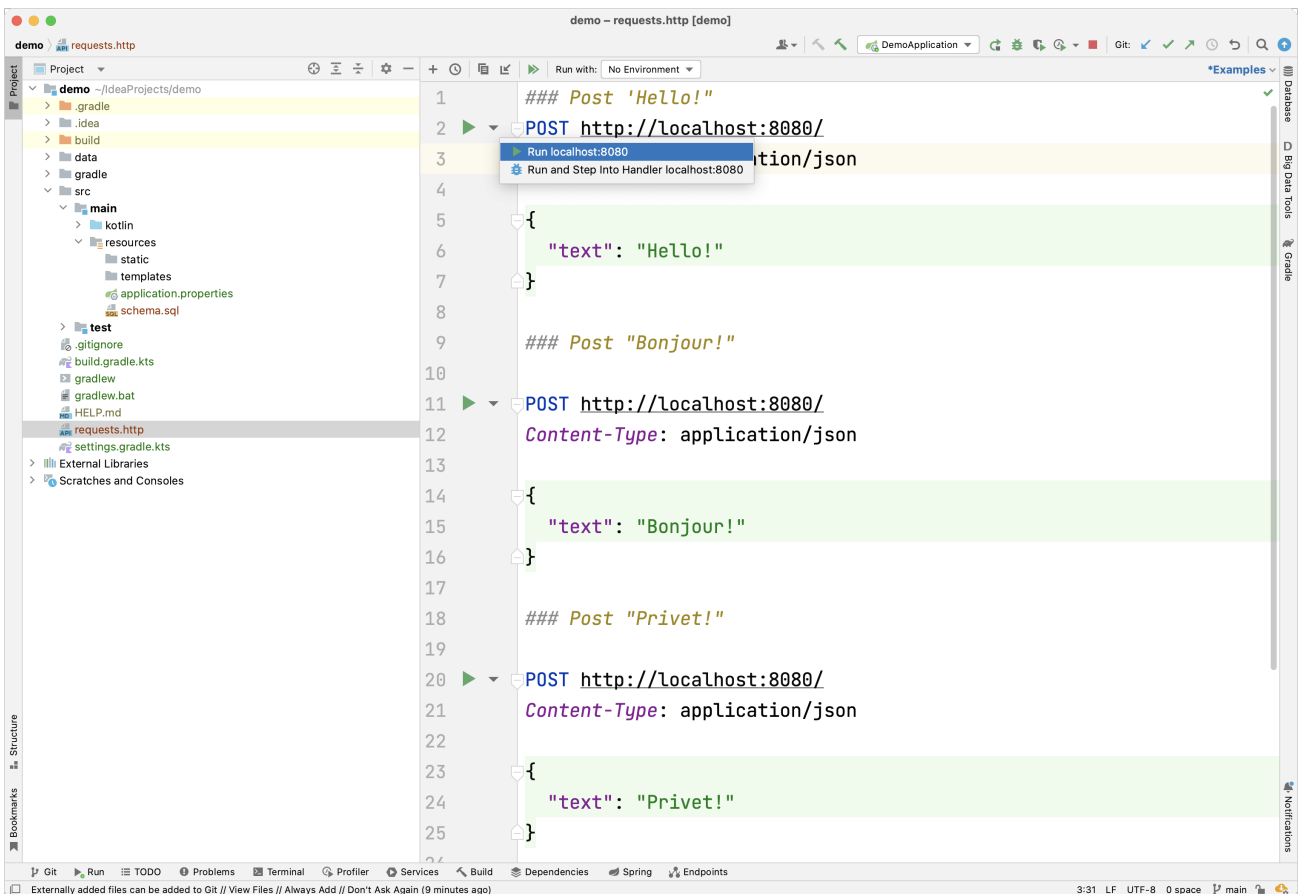 demo – requests.http [demo]
demo
requests.http
DemoApplication
Git:
Project
Run with:
No Environment
*Examples
Project
demo ~/IdeaProjects/demo
.gradle
.idea
build
data
gradle
src
main
kotlin
resources
static
templates
application.properties
schema.sql
test
.gitignore
build.gradle.kts
gradlew
gradlew.bat
HELP.md
requests.http
settings.gradle.kts
External Libraries
Scratches and Consoles
1 ### Post 'Hello!"
2 POST http://localhost:8080/
Run localhost:8080
3 tion/json
Run and Step Into Handler localhost:8080
4
5 {
6 "text": "Hello!"
7 }
8
9 ### Post "Bonjour!"
10
11 POST http://localhost:8080/
12 Content-Type: application/json
13
14 {
15 "text": "Bonjour!"
16 }
17
18 ### Post "Privet!"
19
20 POST http://localhost:8080/
21 Content-Type: application/json
22
23 {
24 "text": "Privet!"
25 }
26
Database
D Big Data Tools
Gradle
Notifications
Structure
Bookmarks
Git
Run
TODO
Problems
Terminal
Profiler
Services
Build
Dependencies
Spring
Endpoints
Externally added files can be added to Git // View Files // Always Add // Don't Ask Again (9 minutes ago)
3:31 LF UTF-8 0 space main